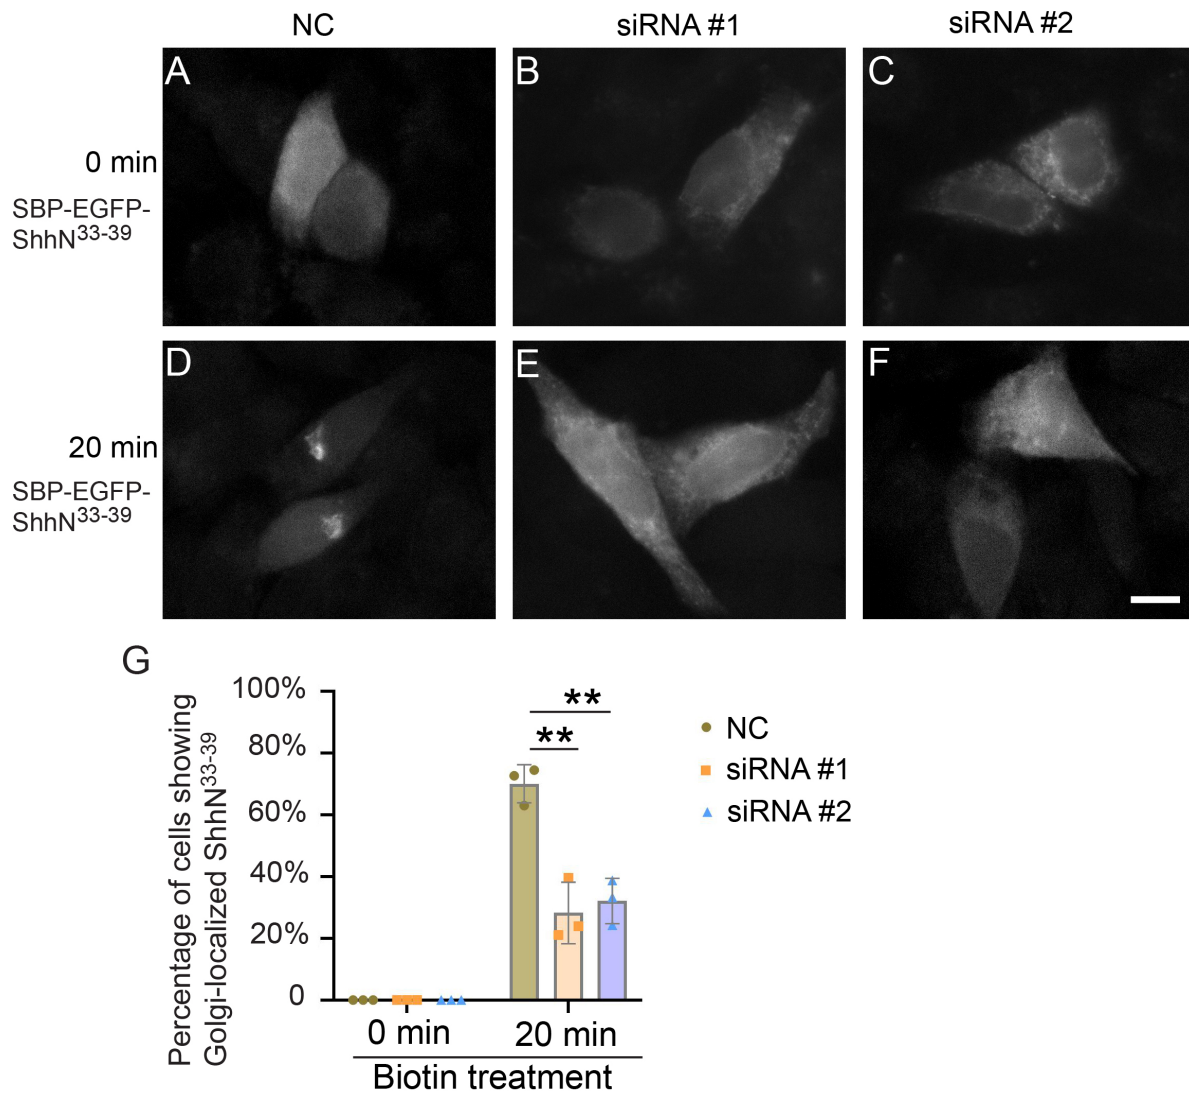 NC
siRNA #1
siRNA #2
A
B
C
0 min
SBP-EGFP-
ShhN33-39
D
E
F
20 min
SBP-EGFP-
ShhN33-39
G
Percentage of cells showing
Golgi-localized ShhN33-39
100%
80%
60%
40%
20%
0
**
**
NC
siRNA #1
siRNA #2
0 min
20 min
Biotin treatment